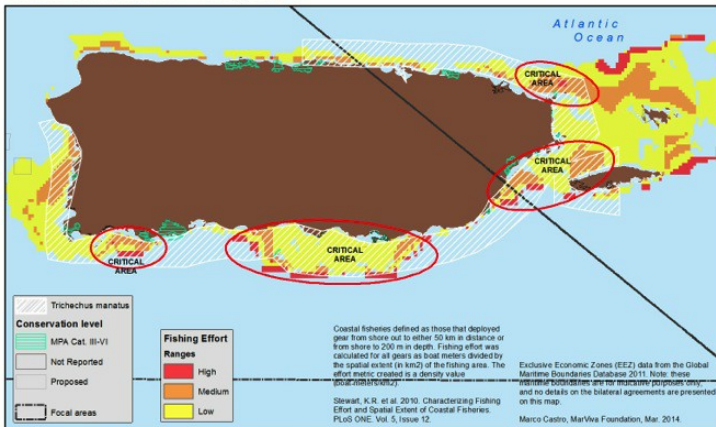 Atlantic
Ocean
CRITICAL
AREA
CRITICAL
AREA
CRITICAL
AREA
CRITICAL
AREA
Trichechus manatus
Conservation level
MPA Cat. III-VI
Not Reported
Proposed
Focal areas
Fishing Effort
Ranges
High
Medium
Low
Coastal fisheries defined as those that deployed
gear from shore out to either 50 km in distance or
from shore to 200 m in depth. Fishing effort was
calculated for all gears as boat meters divided by
the spatial extent (in km2) of the fishing area. The
effort metric created is a density value
(boat-meters/km2).
Stewart, K.R. et al. 2010. Characterizing Fishing
Effort and Spatial Extent of Coastal Fisheries.
PLoS ONE. Vol. 5, Issue 12.
Exclusive Economic Zones (EEZ) data from the Global
Maritime Boundaries Database 2011. Note: these
maritime boundaries are for indicative purposes only,
and no details on the bilateral agreements are presented
on this map.
Marco Castro, MarViva Foundation, Mar. 2014.